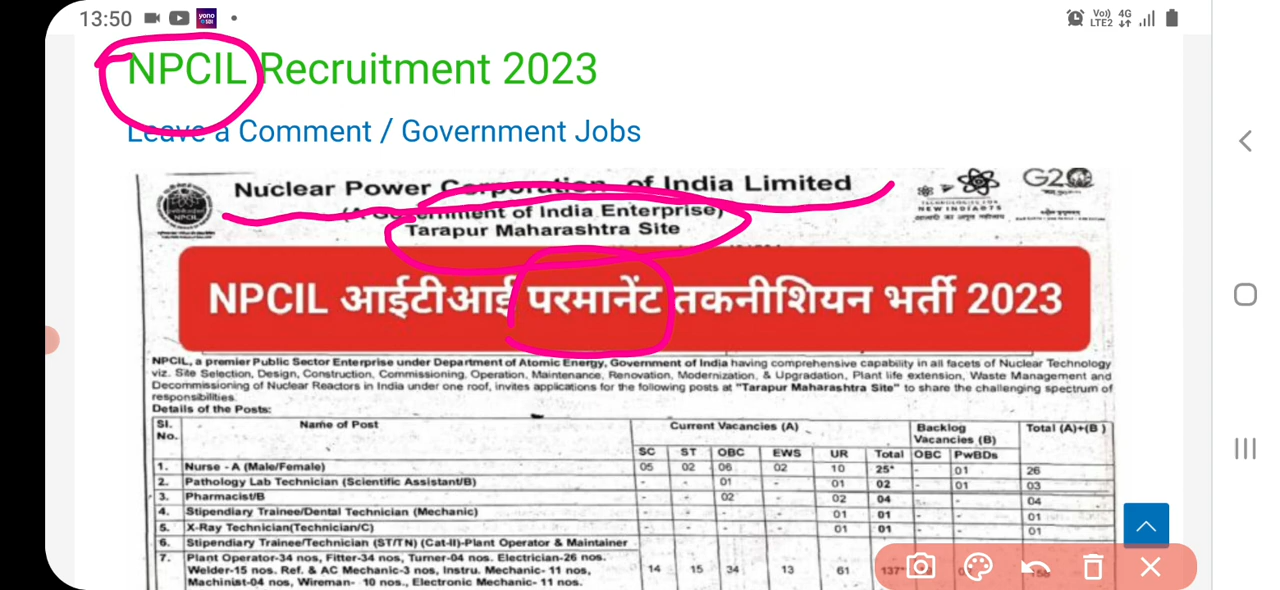 13:50
Vo)) 4G
LTE2
NPCIL Recruitment 2023
Leave a Comment / Government Jobs
Nuclear Power Corporation of India Limited
(A Government of India Enterprise)
Tarapur Maharashtra Site
NPCIL
NEW INDIA
G20
NPCIL आईटीआई परमानेंट तकनीशियन भर्ती 2023
NPCIL, a premier Public Sector Enterprise under Department of Atomic Energy, Government of India having comprehensive capability in all facets of Nuclear Technology
viz. Site Selection, Design, Construction, Commissioning, Operation, Maintenance, Renovation, Modernization, & Upgradation, Plant life extension, Waste Management and
Decommissioning of Nuclear Reactors in India under one roof, invites applications for the following posts at "Tarapur Maharashtra Site" to share the challenging spectrum of
responsibilities.
Details of the Posts:
Sl. No. Name of Post Current Vacancies (A) Backlog Vacancies (B) Total (A)+(B )
SC ST OBC EWS UR Total OBC PwBDs
1. Nurse - A (Male/Female) 05 02 06 02 10 25* - 01 26
2. Pathology Lab Technician (Scientific Assistant/B) - - 01 01 02 - 01 03
3. Pharmacist/B - - 02 02 04 - - 04
4. Stipendiary Trainee/Dental Technician (Mechanic) - - - - 01 01 - - 01
5. X-Ray Technician(Technician/C) - - - - 01 01 - - 01
6. Stipendiary Trainee/Technician (ST/TN) (Cat-II)-Plant Operator & Maintainer
7. Plant Operator-34 nos, Fitter-34 nos, Turner-04 nos. Electrician-26 nos.
Welder-15 nos. Ref. & AC Mechanic-3 nos, Instru. Mechanic- 11 nos, 14 15 34 13 61 137*
Machinist-04 nos, Wireman- 10 nos., Electronic Mechanic- 11 nos.